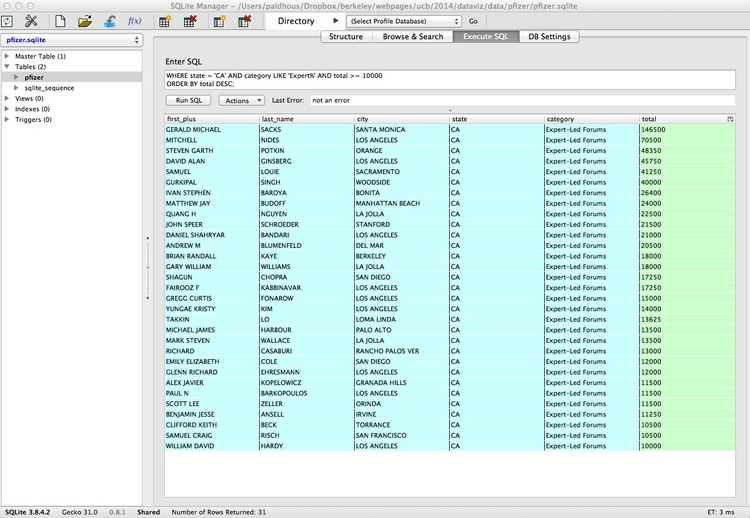 SQLite Manager - /Users/paldhous/Dropbox/berkeley/webpages/ucb/2014/dataviz/data/pfizer/pfizer.sqlite
f(x) Directory (Select Profile Database) Go
pfizer.sqlite
Structure Browse & Search Execute SQL DB Settings
Master Table (1)
Tables (2)
pfizer
sqlite_sequence
Views (0)
Indexes (0)
Triggers (0)
Enter SQL
WHERE state = 'CA' AND category LIKE 'Expert%' AND total >= 10000
ORDER BY total DESC;
Run SQL Actions Last Error: not an error
first_plus last_name city state category total
GERALD MICHAEL SACKS SANTA MONICA CA Expert-Led Forums 146500
MITCHELL NIDES LOS ANGELES CA Expert-Led Forums 70500
STEVEN GARTH POTKIN ORANGE CA Expert-Led Forums 48350
DAVID ALAN GINSBERG LOS ANGELES CA Expert-Led Forums 45750
SAMUEL LOUIE SACRAMENTO CA Expert-Led Forums 41250
GURKIPAL SINGH WOODSIDE CA Expert-Led Forums 40000
IVAN STEPHEN BAROYA BONITA CA Expert-Led Forums 26400
MATTHEW JAY BUDOFF MANHATTAN BEACH CA Expert-Led Forums 24000
QUANG H NGUYEN LA JOLLA CA Expert-Led Forums 22500
JOHN SPEER SCHROEDER STANFORD CA Expert-Led Forums 21500
DANIEL SHAHRYAR BANDARI LOS ANGELES CA Expert-Led Forums 21000
ANDREW M BLUMENFELD DEL MAR CA Expert-Led Forums 20500
BRIAN RANDALL KAYE BERKELEY CA Expert-Led Forums 18000
GARY WILLIAM WILLIAMS LA JOLLA CA Expert-Led Forums 18000
SHAGUN CHOPRA SAN DIEGO CA Expert-Led Forums 17250
FAIROOZ F KABBINAVAR LOS ANGELES CA Expert-Led Forums 17250
GREGG CURTIS FONAROW LOS ANGELES CA Expert-Led Forums 15000
YUNGAE KRISTY KIM LOS ANGELES CA Expert-Led Forums 14000
TAKKIN LO LOMA LINDA CA Expert-Led Forums 13625
MICHAEL JAMES HARBOUR PALO ALTO CA Expert-Led Forums 13500
MARK STEVEN WALLACE LA JOLLA CA Expert-Led Forums 13500
RICHARD CASABURI RANCHO PALOS VER CA Expert-Led Forums 13000
EMILY ELIZABETH COLE SAN DIEGO CA Expert-Led Forums 12000
GLENN RICHARD EHRESMANN LOS ANGELES CA Expert-Led Forums 12000
ALEX JAVIER KOPELOWICZ GRANADA HILLS CA Expert-Led Forums 11500
PAUL N BARKOPOULOS LOS ANGELES CA Expert-Led Forums 11500
SCOTT LEE ZELLER ORINDA CA Expert-Led Forums 11500
BENJAMIN JESSE ANSELL IRVINE CA Expert-Led Forums 11250
CLIFFORD KEITH BECK TORRANCE CA Expert-Led Forums 10500
SAMUEL CRAIG RISCH SAN FRANCISCO CA Expert-Led Forums 10500
WILLIAM DAVID HARDY LOS ANGELES CA Expert-Led Forums 10000
SQLite 3.8.4.2 Gecko 31.0 0.8.1 Shared Number of Rows Returned: 31 ET: 3 ms